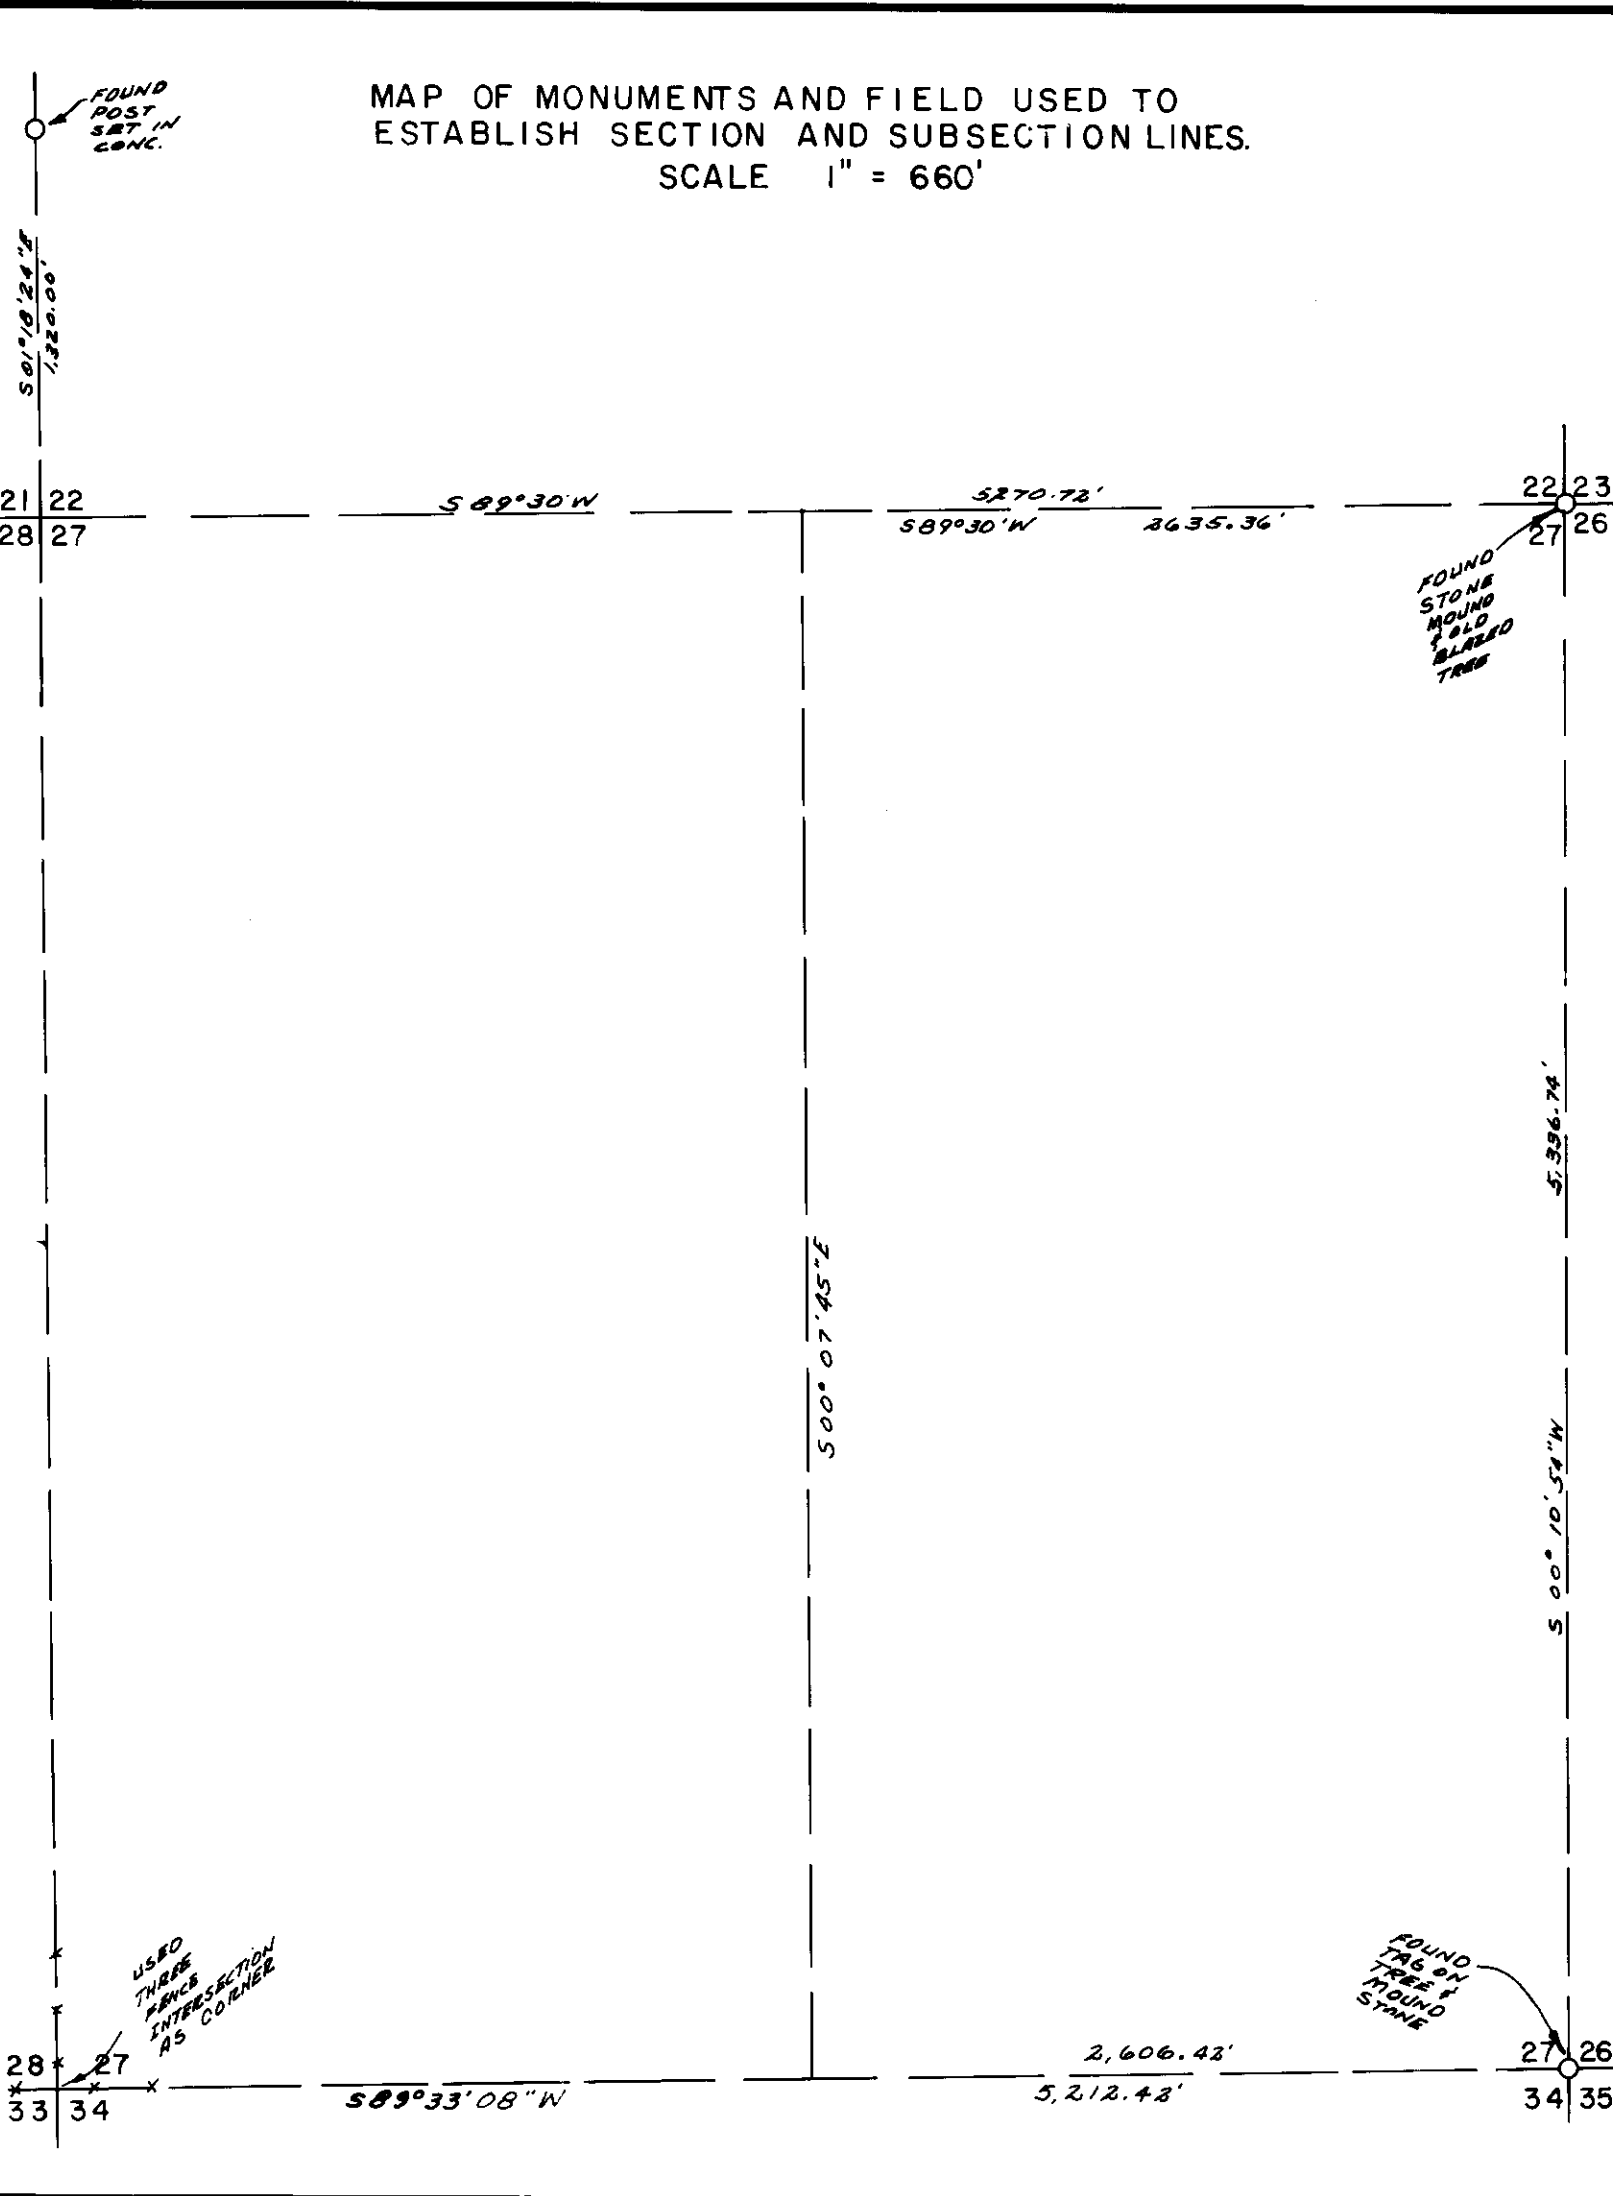 MAP OF MONUMENTS AND FIELD USED TO
ESTABLISH SECTION AND SUBSECTION LINES.
SCALE 1" = 660'
FOUND
POST
SET IN
CONC.
S01°18'24"E
1,320.00'
21 22
28 27
S89°30'W
5270.72'
S89°30'W 2635.36'
22 23
27 26
FOUND
STONE
MOUND
& OLD
BLAZED
TREE
5,336.74'
S00°07'45"E
S 00° 10' 54" W
USED
THREE
FENCE
INTERSECTION
AS CORNER
FOUND
TAG ON
TREE &
MOUND
STONE
28 27
33 34
S89°33'08"W
2,606.42'
5,212.42'
27 26
34 35